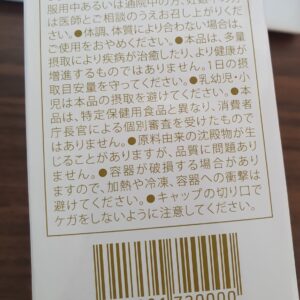 服用中あるいは通院中の方、妊娠中の方
は医師とご相談のうえお召し上がりくだ
さい。●体調、体質により合わない場合は、
ご使用をおやめください。●本品は、多量
摂取により疾病が治癒したり、より健康が
増進するものではありません。1日の摂
取目安量を守ってください。●乳幼児・小
児は本品の摂取を避けてください。●本
品は、特定保健用食品と異なり、消費者
庁長官による個別審査を受けたもので
はありません。●原料由来の沈殿物が生
じることがありますが、品質に問題ありま
せん。●容器が破損する場合があり
ますので、加熱や冷凍、容器への衝撃は
避けてください。●キャップの切り口で
ケガをしないように注意してください。